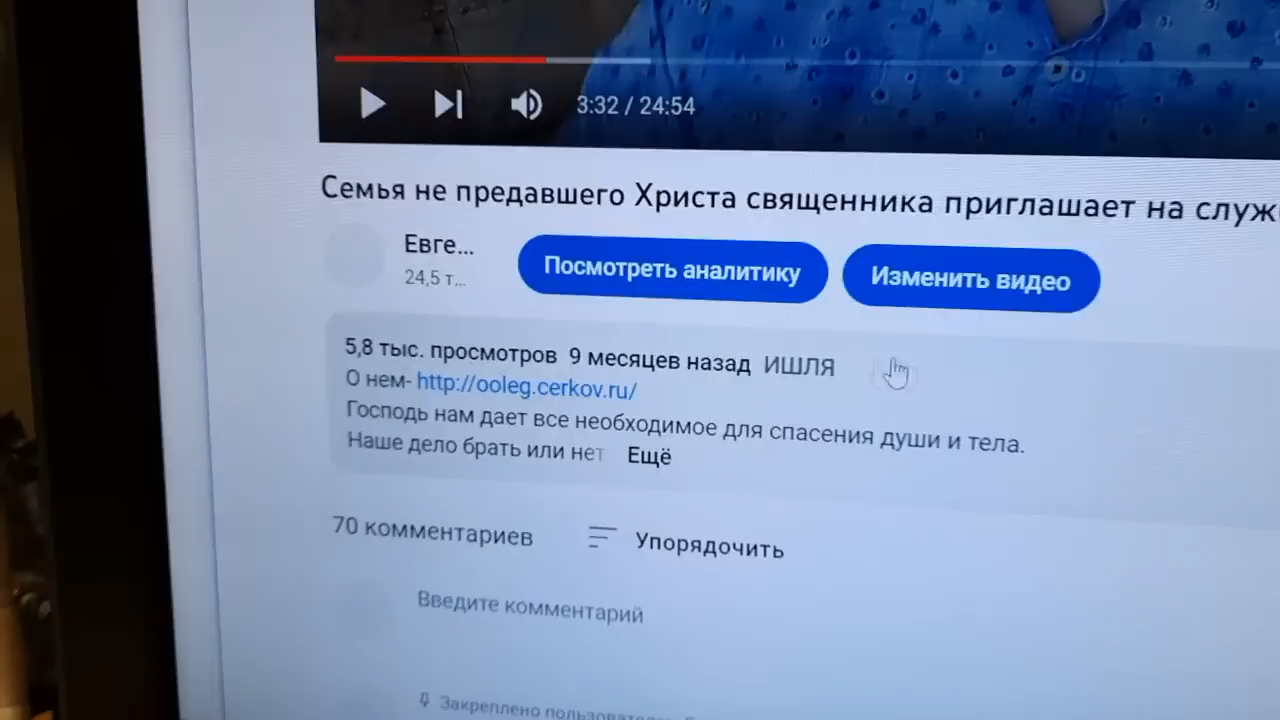 3:32 / 24:54
Семья не предавшего Христа священника приглашает на служ
Евге...
24,5 т...
Посмотреть аналитику
Изменить видео
5,8 тыс. просмотров 9 месяцев назад ИШЛЯ
О нем- http://ooleg.cerkov.ru/
Господь нам дает все необходимое для спасения души и тела.
Наше дело брать или нет Ещё
70 комментариев
Упорядочить
Введите комментарий
Закреплено